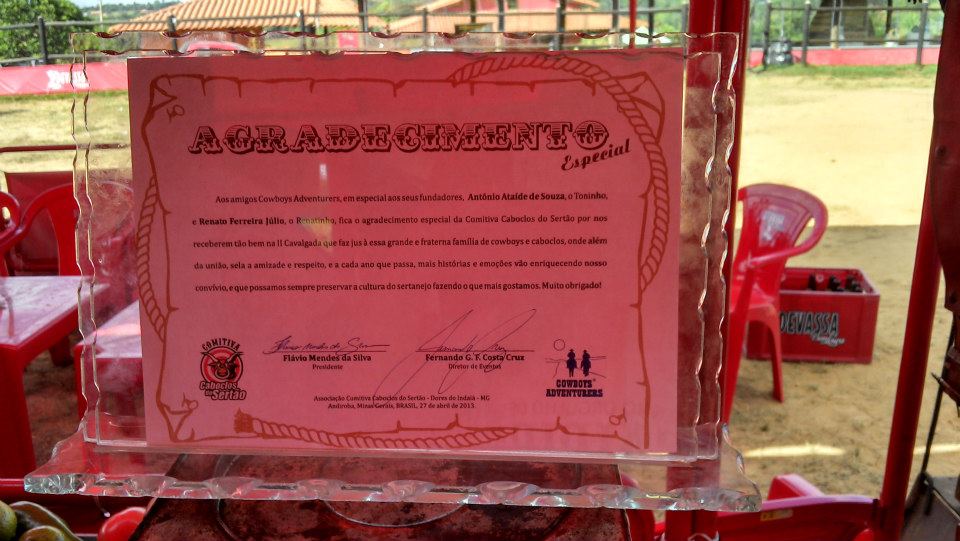 AGRADECIMENTO
Especial
Aos amigos Cowboys Adventurers, em especial aos seus fundadores, Antônio Ataíde de Souza, o Toninho,
e Renato Ferreira Júlio, o Renatinho, fica o agradecimento especial da Comitiva Caboclos do Sertão por nos
receberem tão bem na II Cavalgada que faz jus à essa grande e fraterna família de cowboys e caboclos, onde além
da união, sela a amizade e respeito, e a cada ano que passa, mais histórias e emoções vão enriquecendo nosso
convívio, e que possamos sempre preservar a cultura do sertanejo fazendo o que mais gostamos. Muito obrigado!
COMITIVA
Caboclos
do Sertão
Flávio Mendes da Silva
Presidente
Fernando G. F. Costa Cruz
Diretor de Eventos
COWBOYS
ADVENTURERS
Associação Comitiva Caboclos do Sertão - Dores do Indaiá - MG
Andiroba, Minas Gerais, BRASIL, 27 de abril de 2013.
DEVASSA